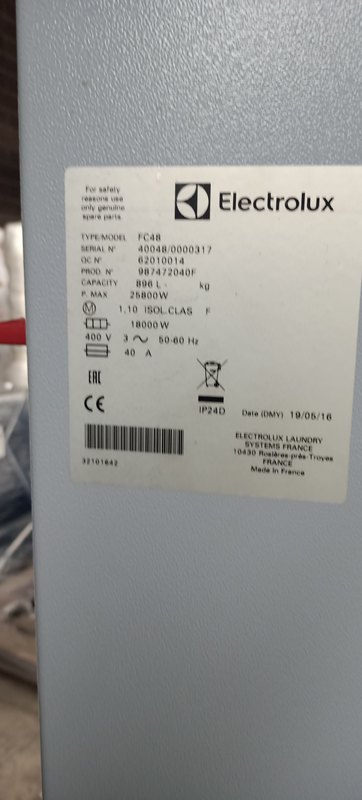 For safety
reasons use
only genuine
spare parts.
Electrolux
TYPE/MODEL FC48
SERIAL N° 40048/0000317
QC N° 62010014
PROD. N° 987472040F
CAPACITY 896 L - kg
P. MAX 25800W
M 1.10 ISOL.CLAS F
18000 W
400 V 3 ~ 50-60 Hz
40 A
EAC
CE
IP24D
Date (DMY) 19/05/16
ELECTROLUX LAUNDRY
SYSTEMS FRANCE
10430 Rosières-près-Troyes
FRANCE
Made in France
32101642